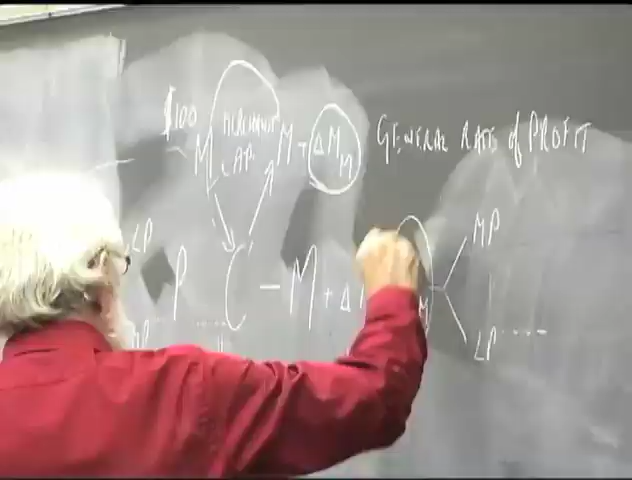 $100 M MERCHANT CAP. M + ΔM M GENERAL RATE of PROFIT
LP MP
P ..... C' – M + Δ M
LP ....